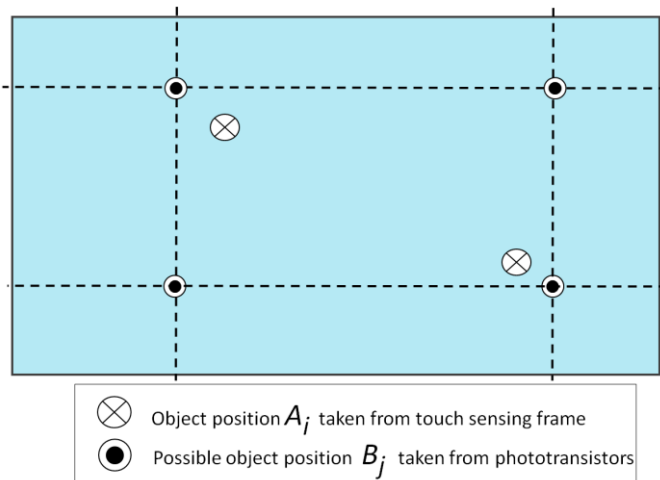 Object position Ai taken from touch sensing frame
Possible object position Bj taken from phototransistors